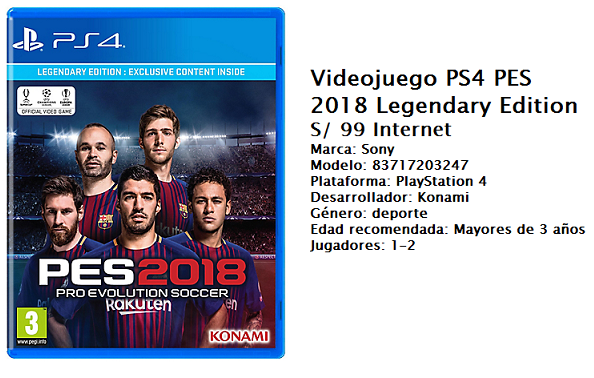 PS4
LEGENDARY EDITION : EXCLUSIVE CONTENT INSIDE
OFFICIAL VIDEO GAME
PES2018
PRO EVOLUTION SOCCER
Rakuten
3
www.pegi.info
KONAMI
Videojuego PS4 PES
2018 Legendary Edition
S/ 99 Internet
Marca: Sony
Modelo: 83717203247
Plataforma: PlayStation 4
Desarrollador: Konami
Género: deporte
Edad recomendada: Mayores de 3 años
Jugadores: 1-2